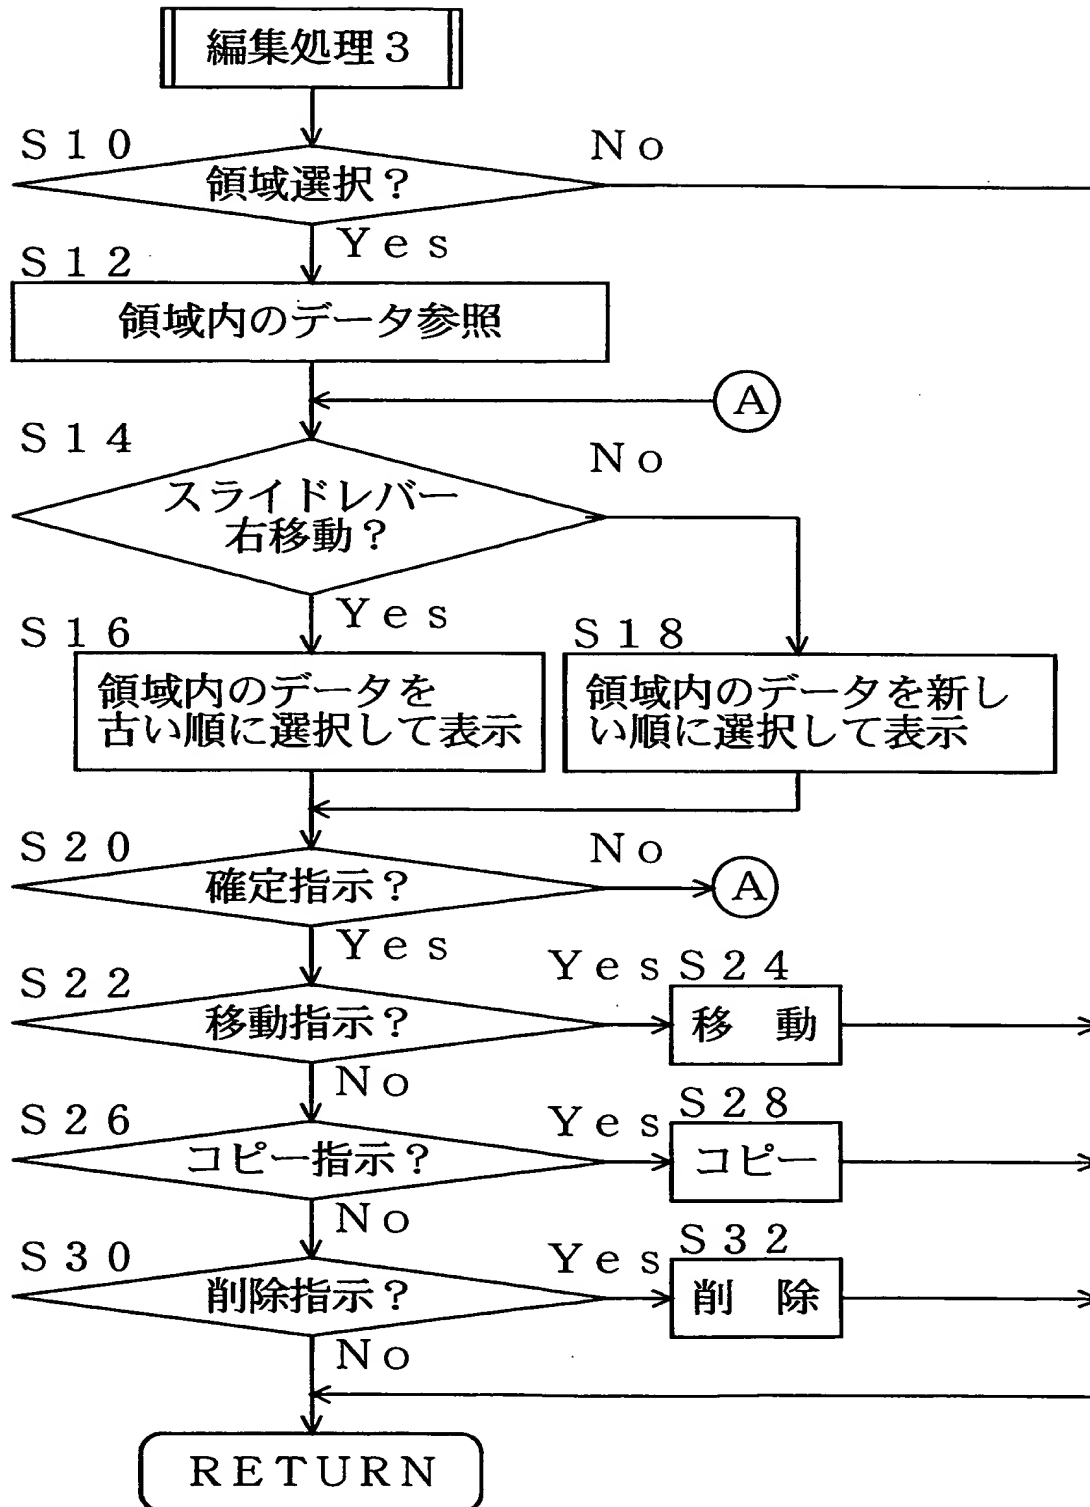 編集処理3
S10
No
領域選択?
Yes
S12
領域内のデータ参照
A
S14
No
スライドレバー
右移動?
Yes
S16
S18
領域内のデータを
古い順に選択して表示
領域内のデータを新し
い順に選択して表示
S20
No
確定指示?
A
Yes
S22
Yes
S24
移動指示?
移 動
No
S26
Yes
S28
コピー指示?
コピー
No
S30
Yes
S32
削除指示?
削 除
No
RETURN